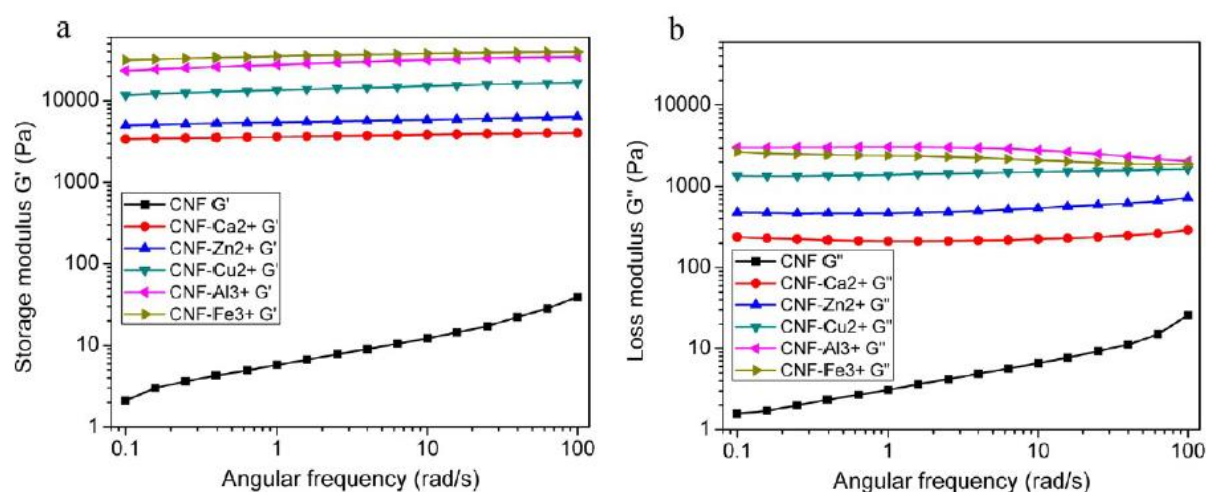 a
Storage modulus G' (Pa)
10000
1000
100
10
1
CNF G'
CNF-Ca2+ G'
CNF-Zn2+ G'
CNF-Cu2+ G'
CNF-Al3+ G'
CNF-Fe3+ G'
0.1 1 10 100
Angular frequency (rad/s)
b
Loss modulus G" (Pa)
10000
1000
100
10
1
CNF G"
CNF-Ca2+ G"
CNF-Zn2+ G"
CNF-Cu2+ G"
CNF-Al3+ G"
CNF-Fe3+ G"
0.1 1 10 100
Angular frequency (rad/s)